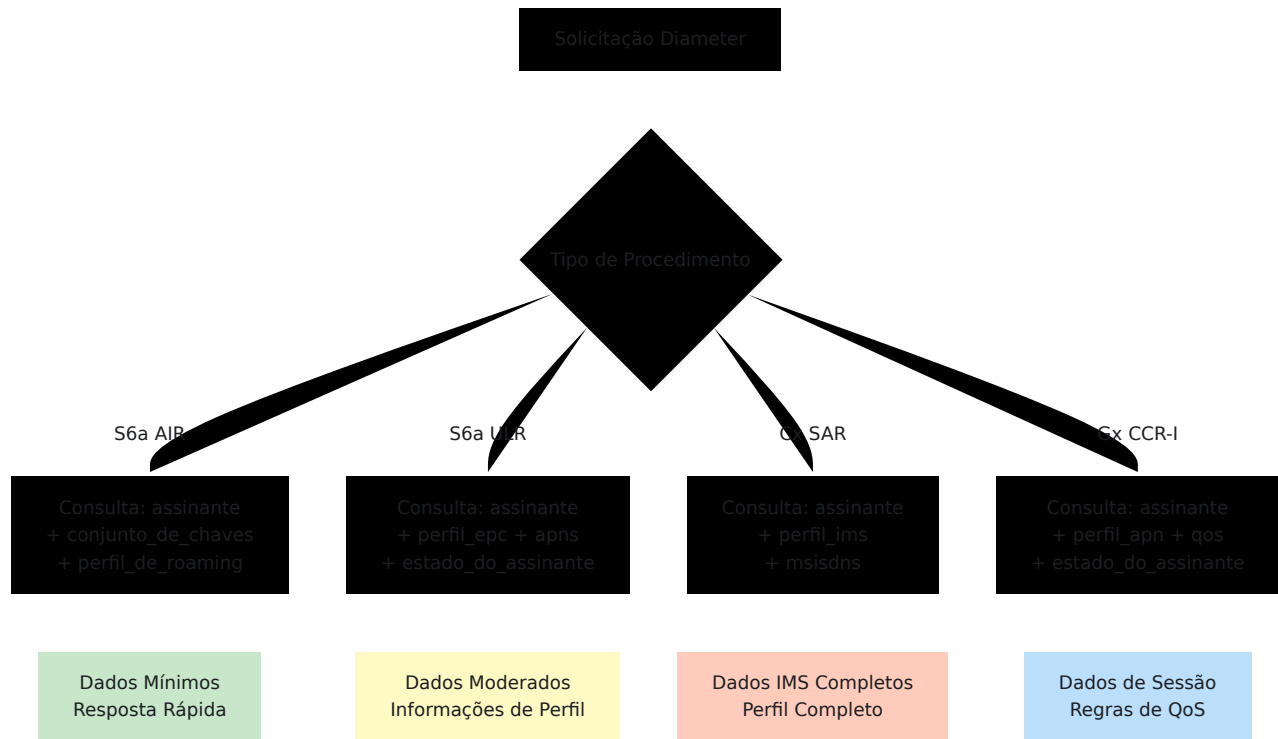 Solicitação Diameter
Tipo de Procedimento
S6a AIR
S6a ULR
Cx SAR
Gx CCR-I
Consulta: assinante
+ conjunto_de_chaves
+ perfil_de_roaming
Consulta: assinante
+ perfil_epc + apns
+ estado_do_assinante
Consulta: assinante
+ perfil_ims
+ msisdns
Consulta: assinante
+ perfil_apn + qos
+ estado_do_assinante
Dados Mínimos
Resposta Rápida
Dados Moderados
Informações de Perfil
Dados IMS Completos
Perfil Completo
Dados de Sessão
Regras de QoS